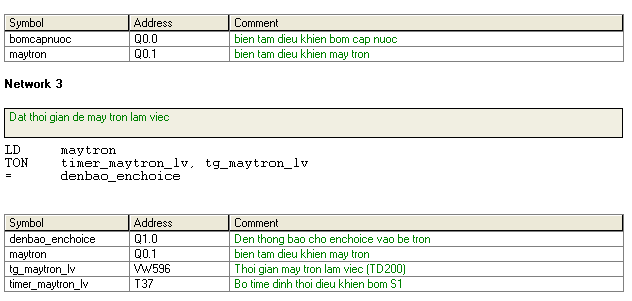 Symbol Address Comment
bomcapnuoc Q0.0 bien tam dieu khien bom cap nuoc
maytron Q0.1 bien tam dieu khien may tron
Network 3
Dat thoi gian de may tron lam viec
LD maytron
TON timer_maytron_lv, tg_maytron_lv
= denbao_enchoice
Symbol Address Comment
denbao_enchoice Q1.0 Den thong bao cho enchoice vao be tron
maytron Q0.1 bien tam dieu khien may tron
tg_maytron_lv VW596 Thoi gian may tron lam viec (TD200)
timer_maytron_lv T37 Bo time dinh thoi dieu khien bom S1